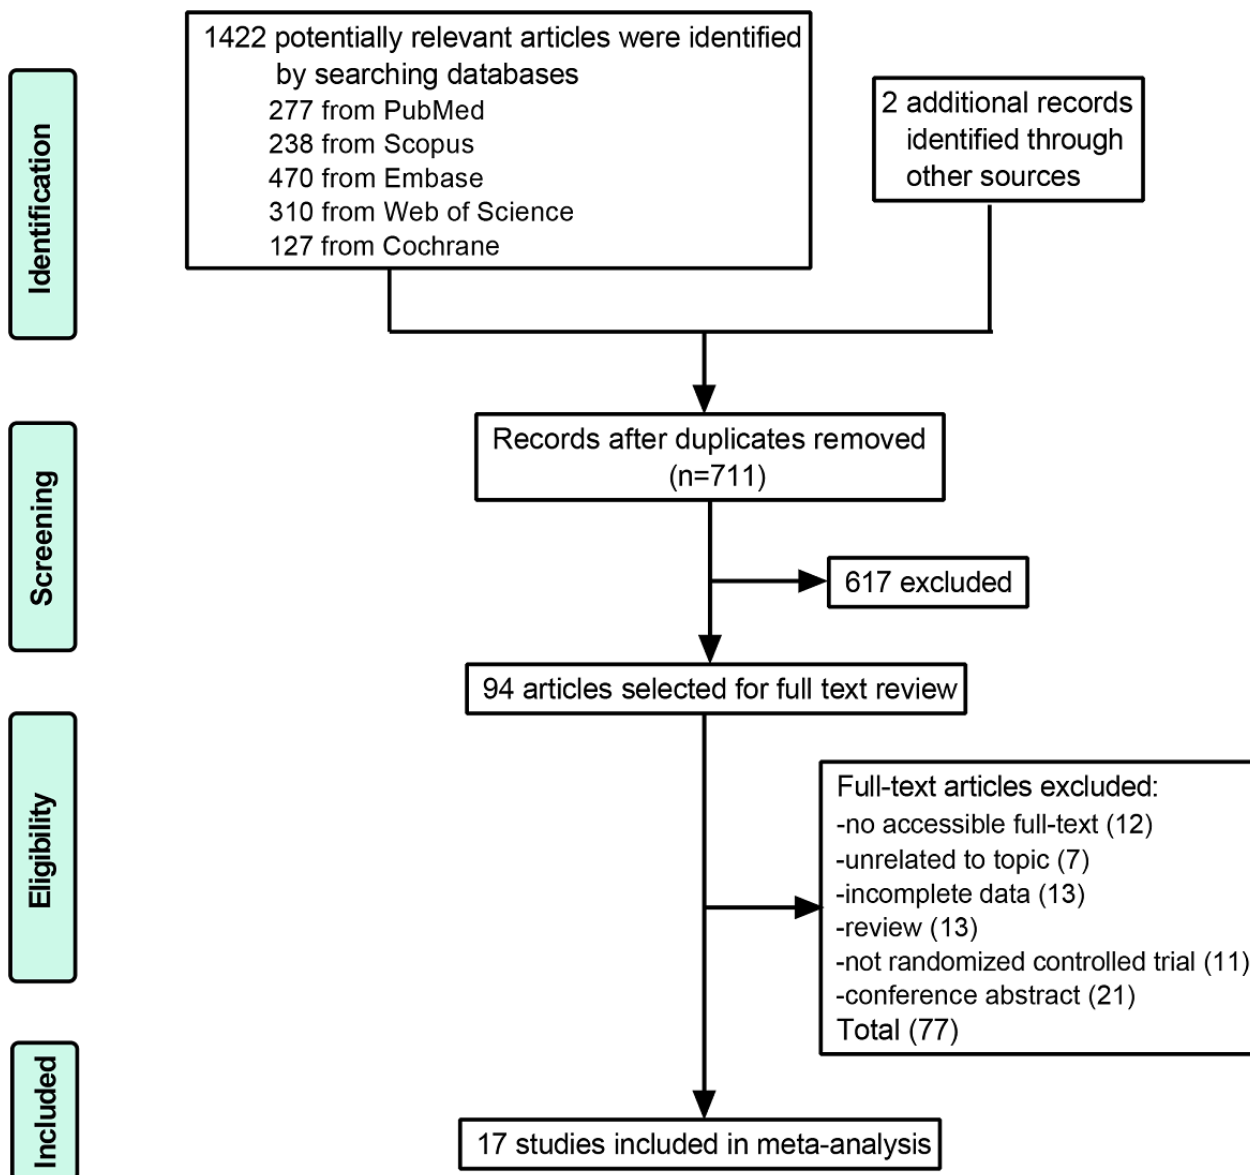 1422 potentially relevant articles were identified
by searching databases
277 from PubMed
238 from Scopus
470 from Embase
310 from Web of Science
127 from Cochrane
2 additional records
identified through
other sources
Identification
Records after duplicates removed
(n=711)
Screening
617 excluded
94 articles selected for full text review
Eligibility
Full-text articles excluded:
-no accessible full-text (12)
-unrelated to topic (7)
-incomplete data (13)
-review (13)
-not randomized controlled trial (11)
-conference abstract (21)
Total (77)
Included
17 studies included in meta-analysis